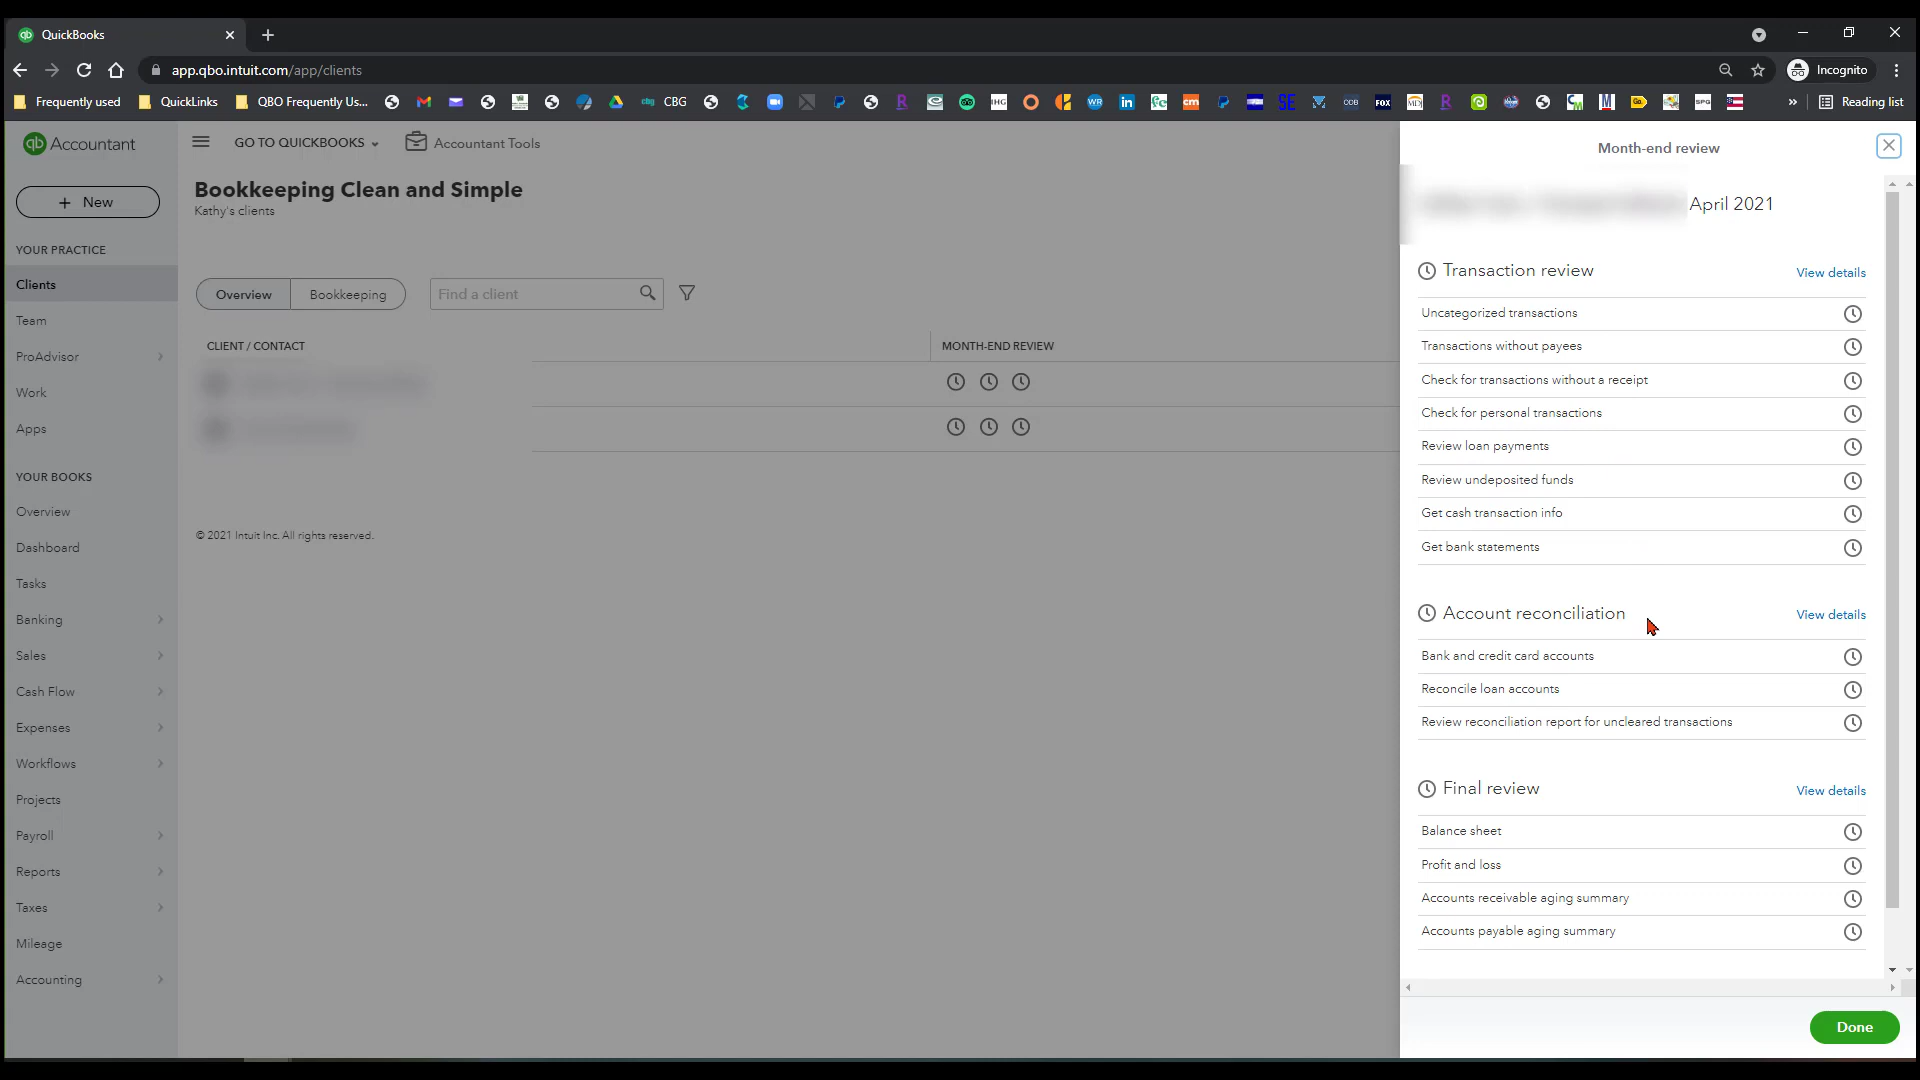 QuickBooks
app.qbo.intuit.com/app/clients
Incognito
Frequently used
QuickLinks
QBO Frequently Us...
CBG
Reading list
qb Accountant
GO TO QUICKBOOKS
Accountant Tools
+ New
Bookkeeping Clean and Simple
Kathy's clients
YOUR PRACTICE
Clients
Team
ProAdvisor
Work
Apps
YOUR BOOKS
Overview
Dashboard
Tasks
Banking
Sales
Cash Flow
Expenses
Workflows
Projects
Payroll
Reports
Taxes
Mileage
Accounting
Overview
Bookkeeping
Find a client
CLIENT / CONTACT
MONTH-END REVIEW
© 2021 Intuit Inc. All rights reserved.
Month-end review
April 2021
Transaction review
View details
Uncategorized transactions
Transactions without payees
Check for transactions without a receipt
Check for personal transactions
Review loan payments
Review undeposited funds
Get cash transaction info
Get bank statements
Account reconciliation
View details
Bank and credit card accounts
Reconcile loan accounts
Review reconciliation report for uncleared transactions
Final review
View details
Balance sheet
Profit and loss
Accounts receivable aging summary
Accounts payable aging summary
Done